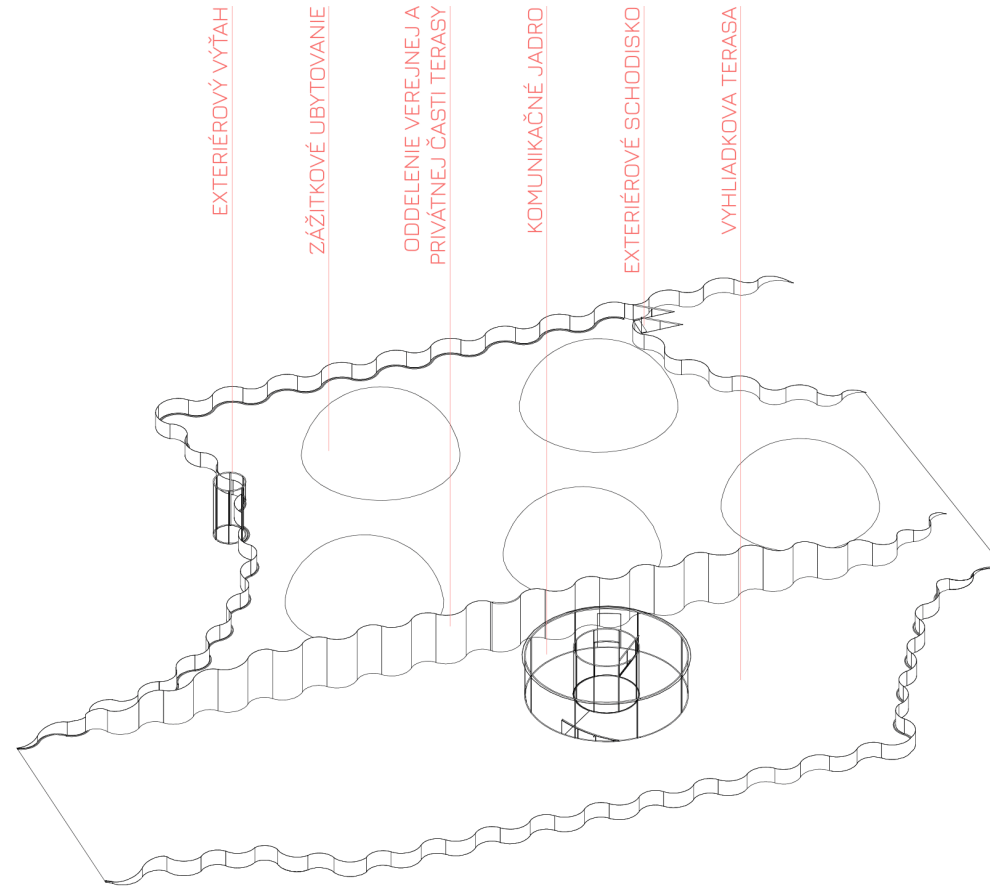 EXTERIÉROVÝ VÝŤAH
ZÁŽITKOVÉ UBYTOVANIE
ODDELENIE VEREJNEJ A
PRIVÁTNEJ ČASTI TERASY
KOMUNIKAČNÉ JADRO
EXTERIÉROVÉ SCHODISKO
VYHLIADKOVA TERASA